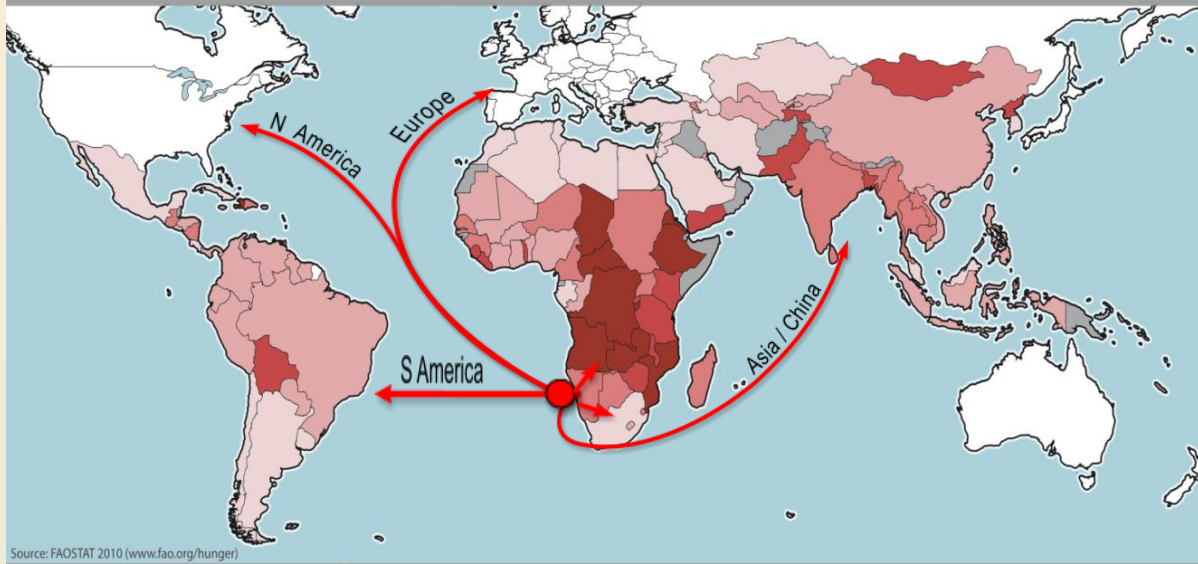 N America
Europe
S America
Asia / China
Source: FAOSTAT 2010 (www.fao.org/hunger)